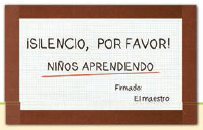 ¡SILENCIO, POR FAVOR!
NIÑOS APRENDIENDO
Firmado:
El maestro